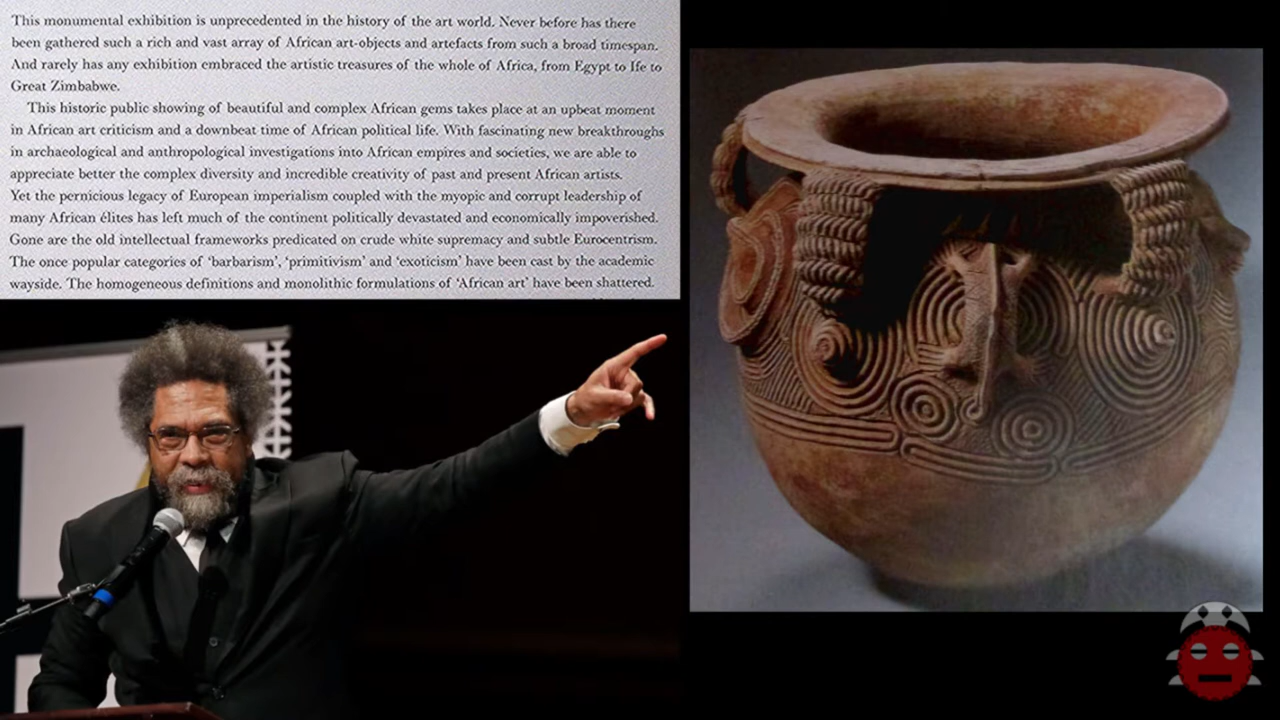 This monumental exhibition is unprecedented in the history of the art world. Never before has there
been gathered such a rich and vast array of African art-objects and artefacts from such a broad timespan.
And rarely has any exhibition embraced the artistic treasures of the whole of Africa, from Egypt to Ife to
Great Zimbabwe.
This historic public showing of beautiful and complex African gems takes place at an upbeat moment
in African art criticism and a downbeat time of African political life. With fascinating new breakthroughs
in archaeological and anthropological investigations into African empires and societies, we are able to
appreciate better the complex diversity and incredible creativity of past and present African artists.
Yet the pernicious legacy of European imperialism coupled with the myopic and corrupt leadership of
many African élites has left much of the continent politically devastated and economically impoverished.
Gone are the old intellectual frameworks predicated on crude white supremacy and subtle Eurocentrism.
The once popular categories of ‘barbarism’, ‘primitivism’ and ‘exoticism’ have been cast by the academic
wayside. The homogeneous definitions and monolithic formulations of ‘African art’ have been shattered.